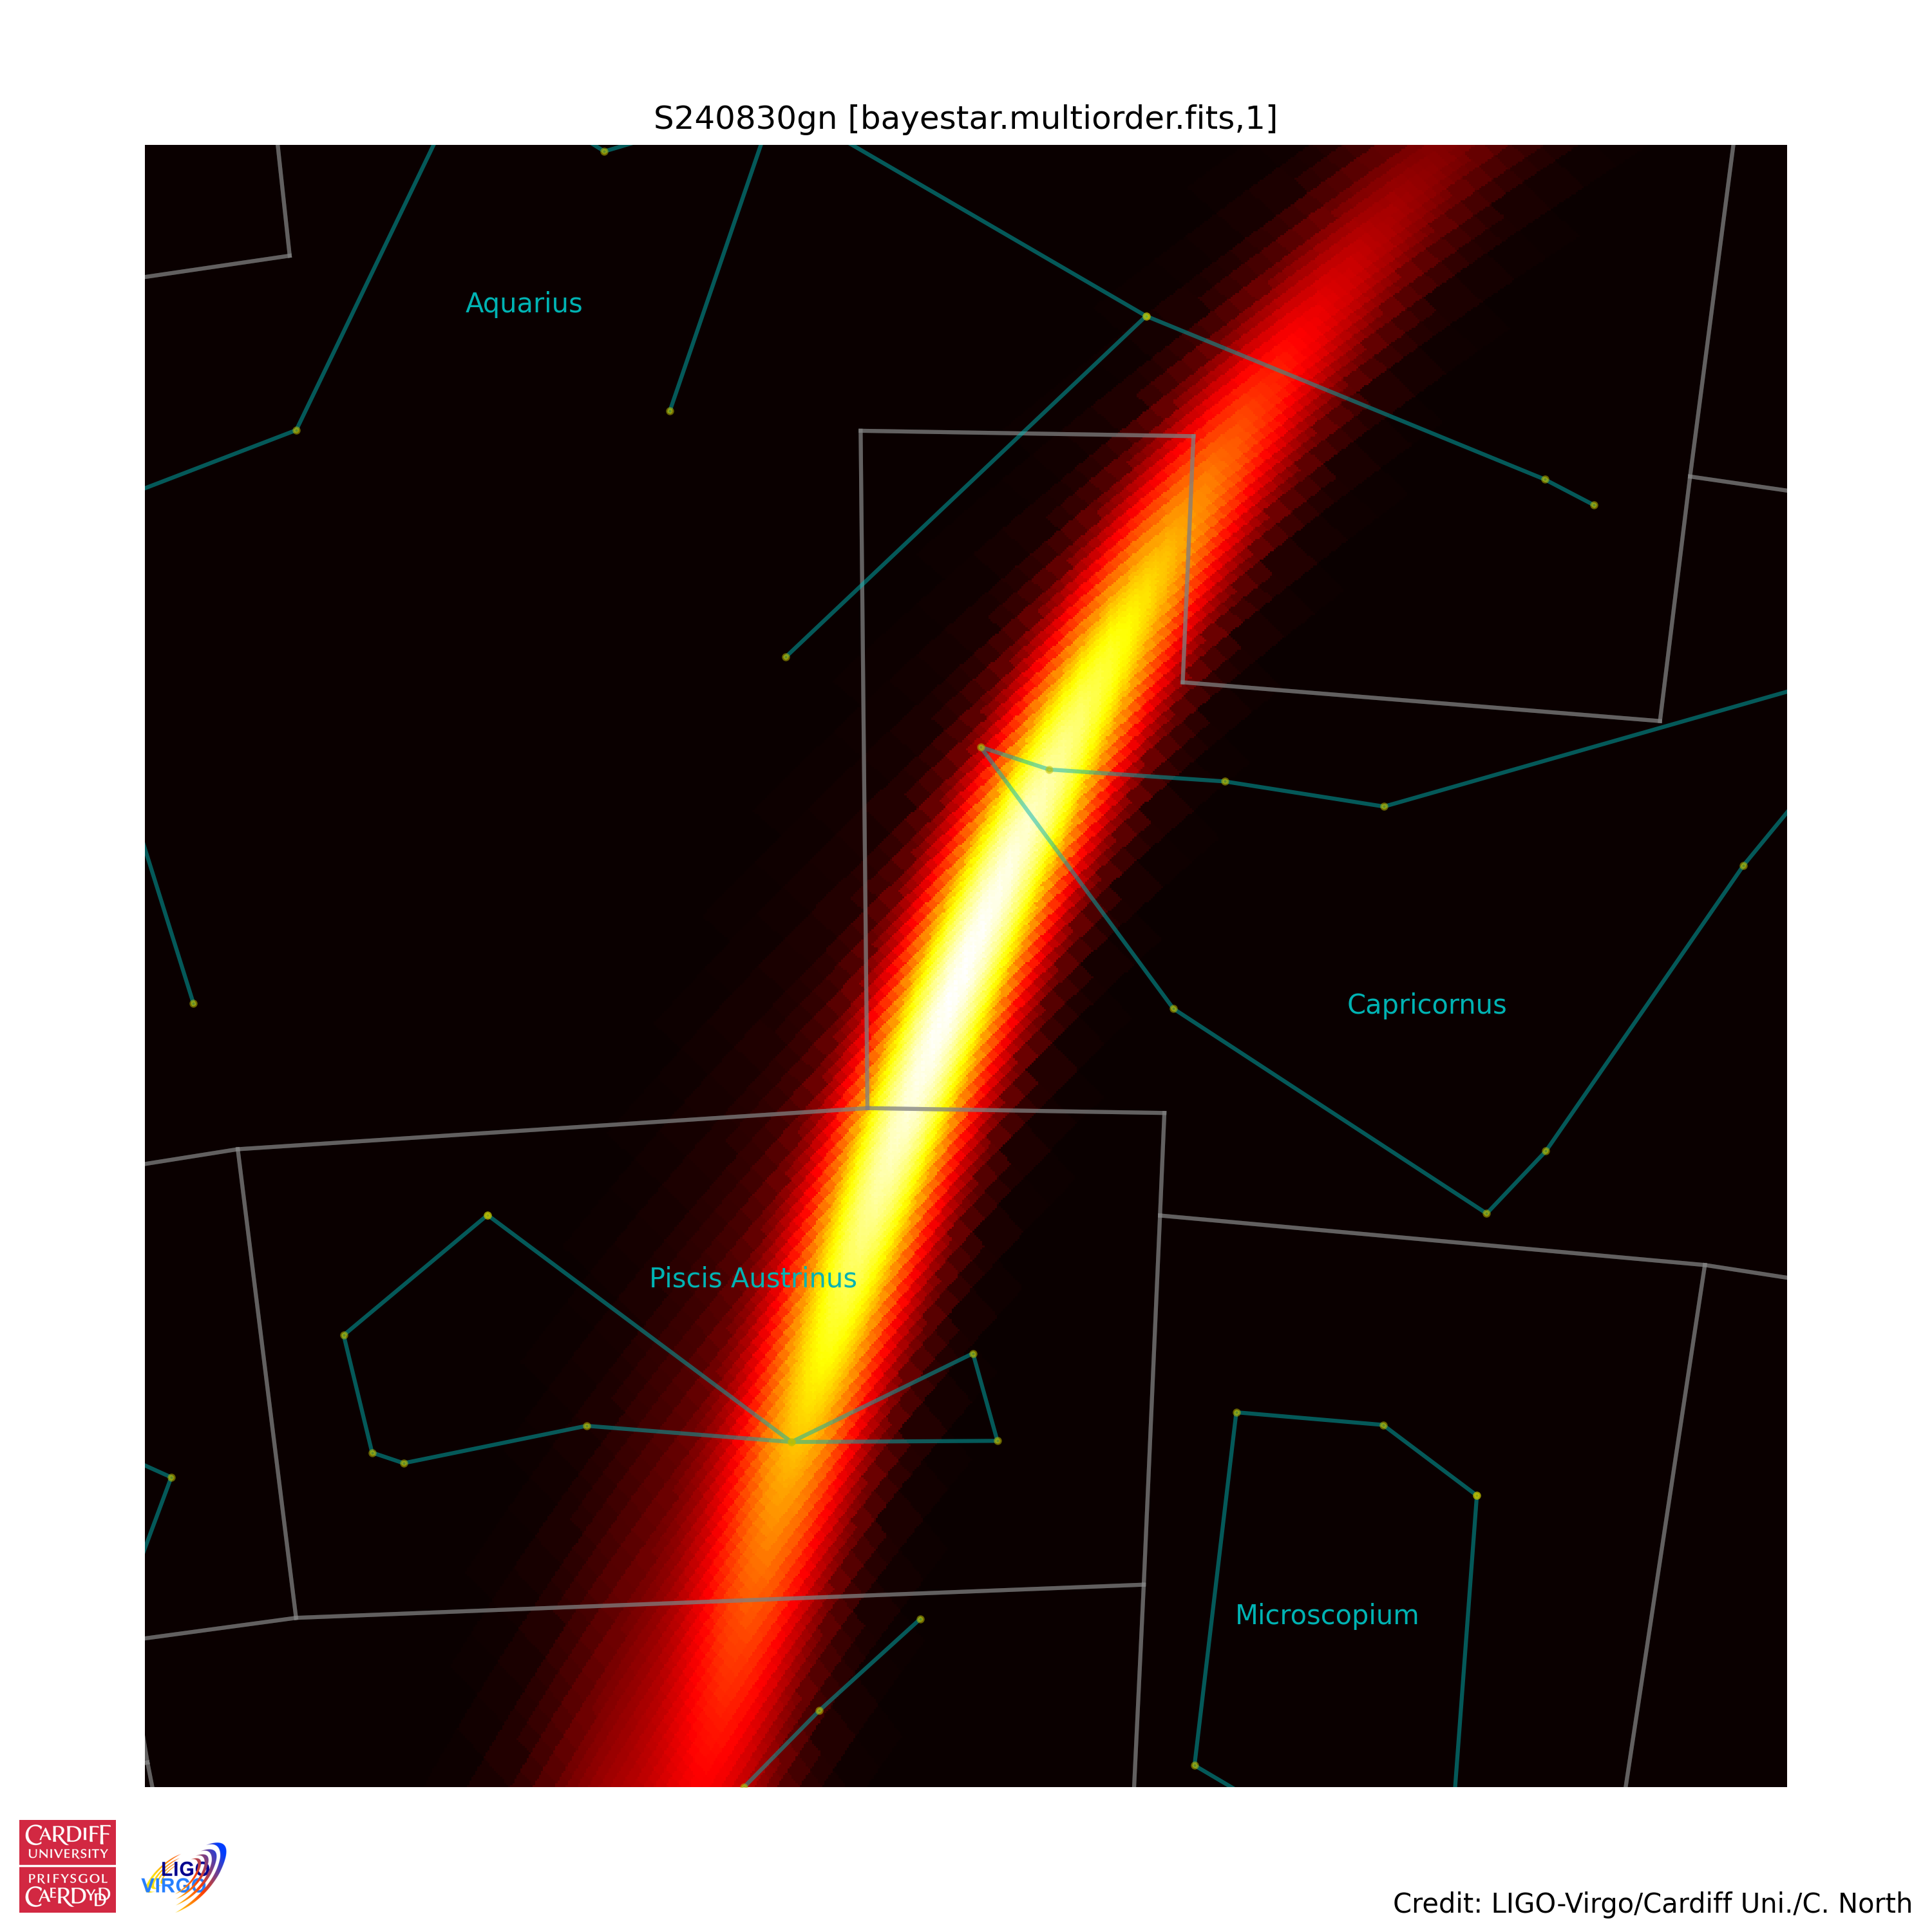 S240830gn [bayestar.multiorder.fits,1]
Aquarius
Capricornus
Piscis Austrinus
Microscopium
CARDIFF
UNIVERSITY
PRIFYSGOL
CAERDYDD
LIGO
VIRGO
Credit: LIGO-Virgo/Cardiff Uni./C. North